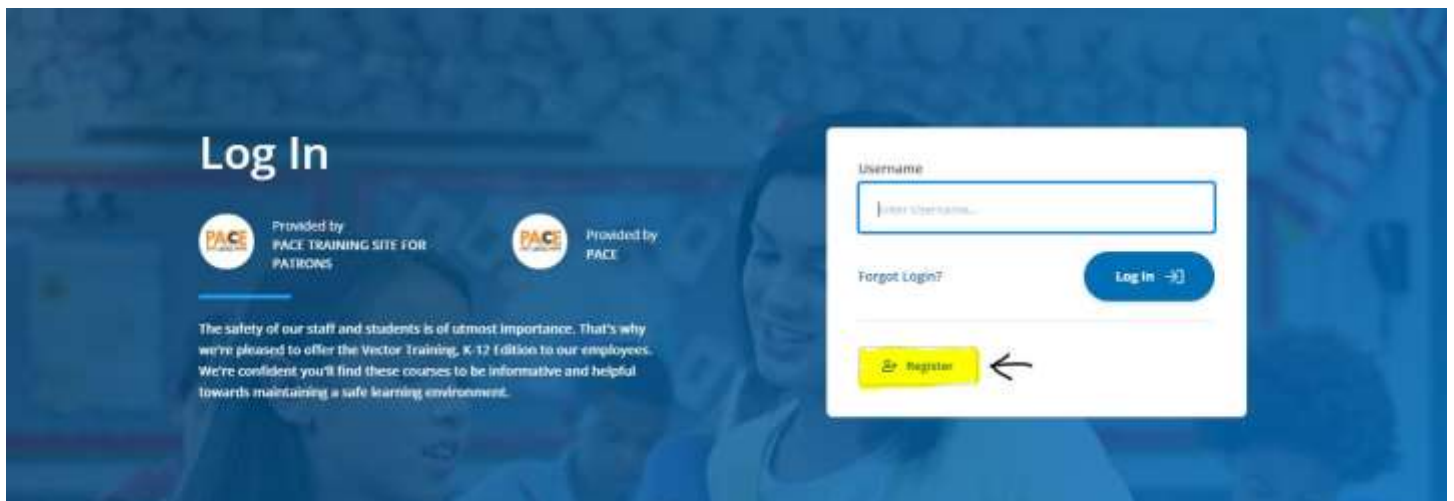 Log In
Provided by
PACE TRAINING SITE FOR
PATRONS
PACE
Provided by
PACE
PACE
The safety of our staff and students is of utmost importance. That's why
we're pleased to offer the Vector Training, K-12 Edition to our employees.
We're confident you'll find these courses to be informative and helpful
towards maintaining a safe learning environment.
Username
Enter Username...
Forgot Login?
Log In
Register